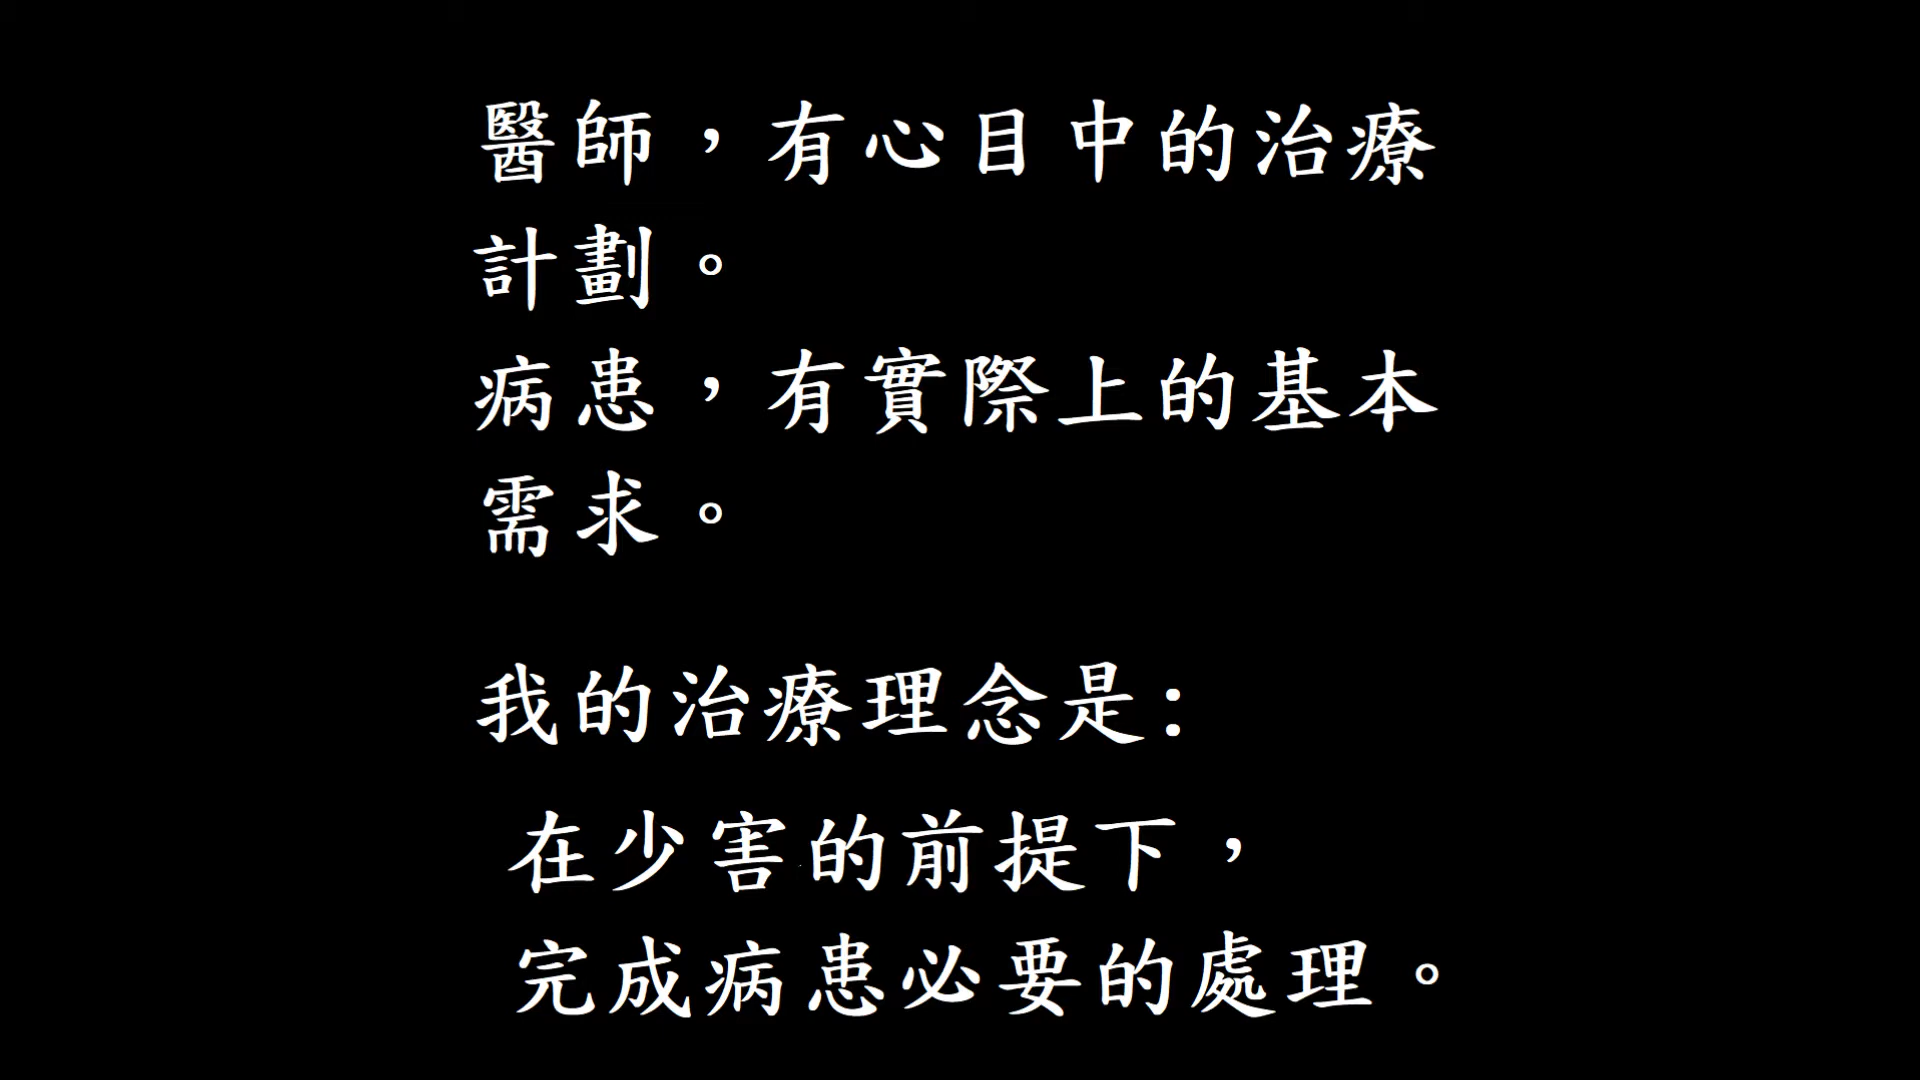 醫師，有心目中的治療
計劃。
病患，有實際上的基本
需求。
我的治療理念是:
在少害的前提下，
完成病患必要的處理。